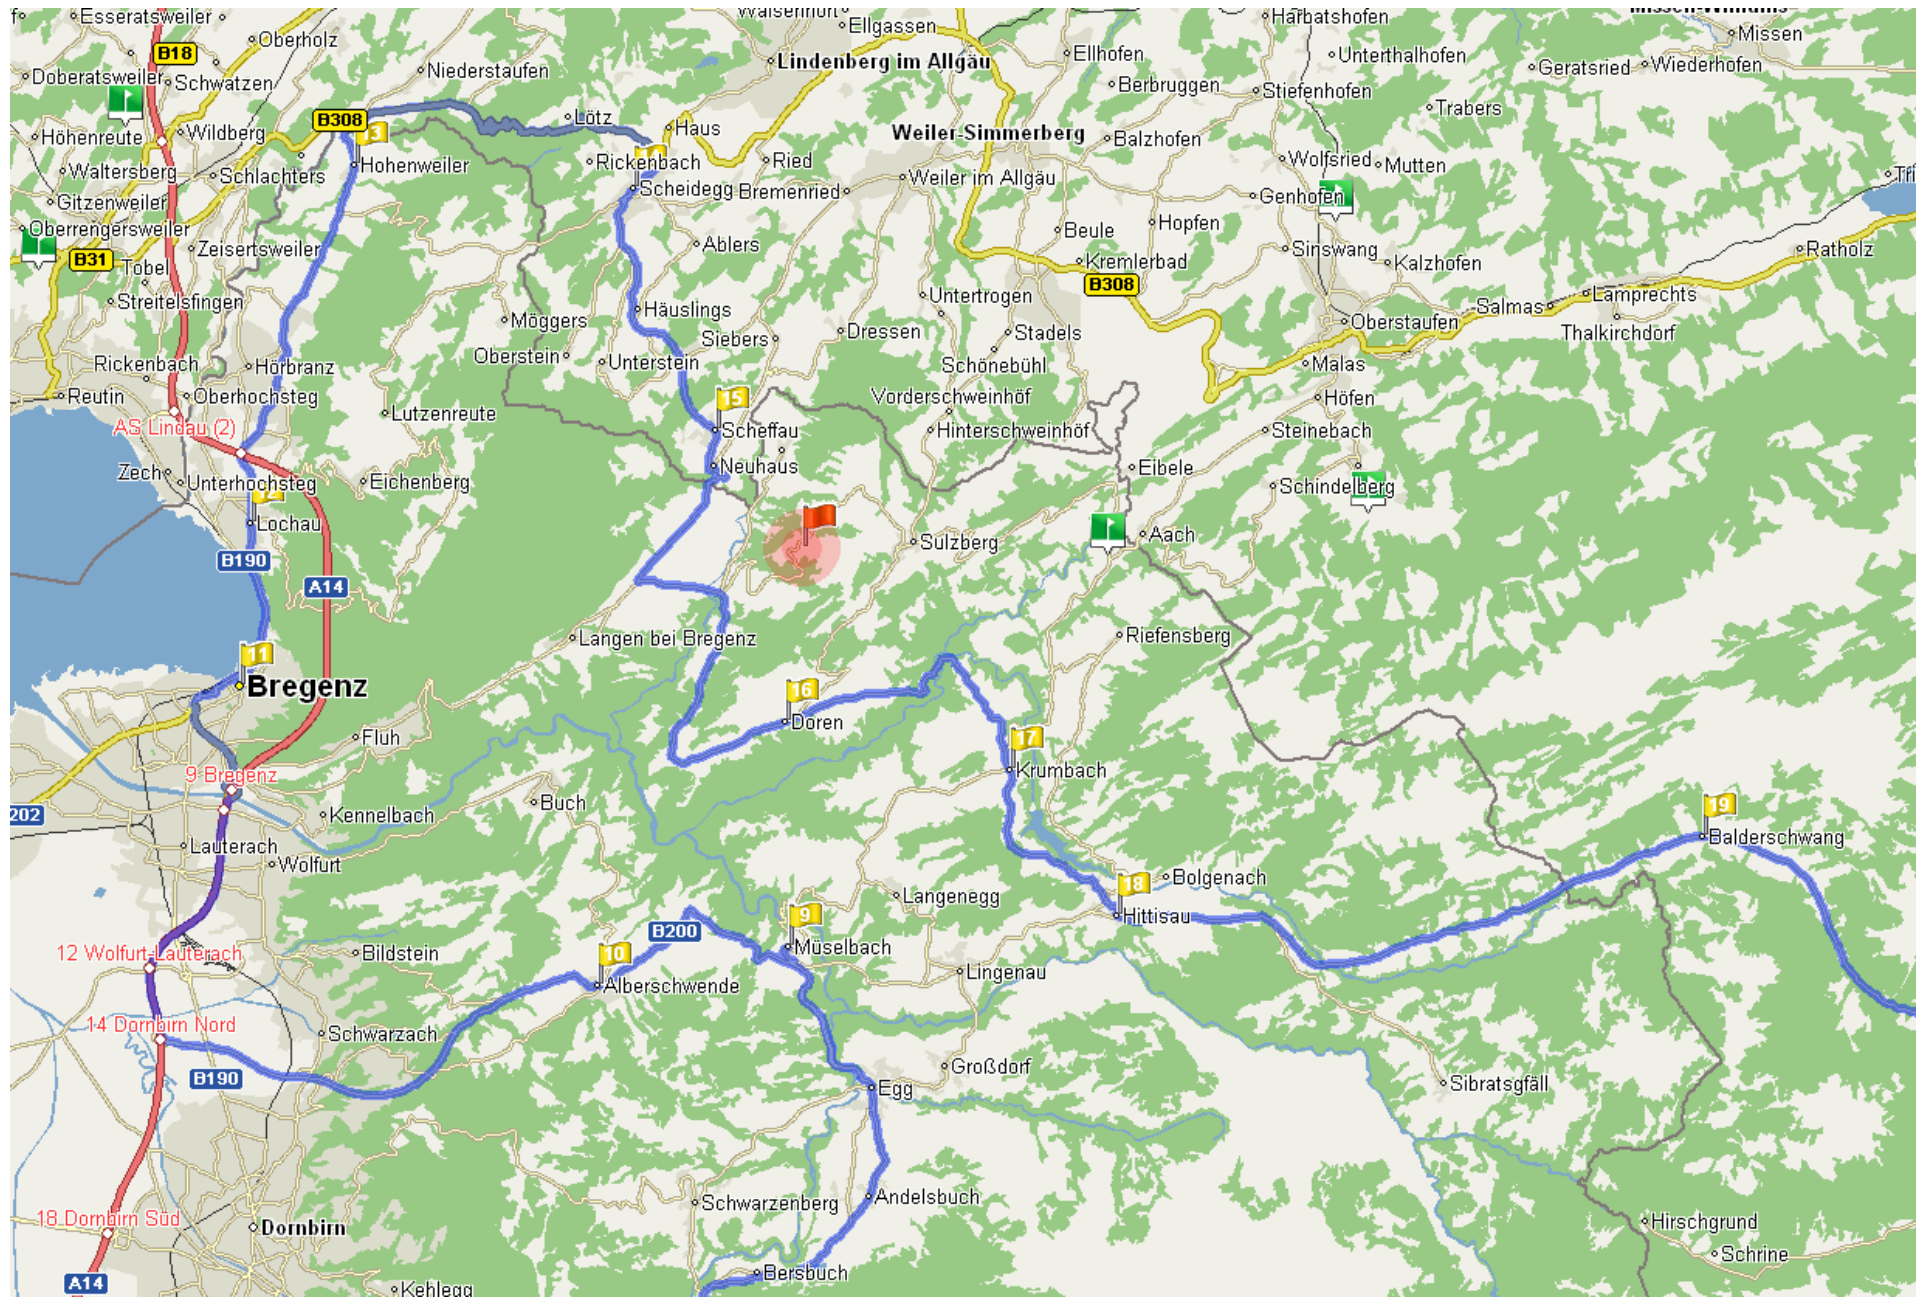 Esseratsweiler
Oberholz
Ellgassen
Harbatshofen
Missen
B18
Doberatsweiler
Schwatzen
Niederstaufen
Lindenberg im Allgäu
Ellhofen
Unterthalhofen
Geratsried
Wiederhofen
Berbruggen
Stiefenhofen
Trabers
Höhenreute
Wildberg
B308
13
Lötz
Haus
Weiler-Simmerberg
Balzhofen
Waltersberg
Schlachters
Hohenweiler
Rickenbach
Ried
Wolfsried
Mutten
Gitzenweiler
Scheidegg
Bremenried
Weiler im Allgäu
Genhofen
Oberrengersweiler
Zeisertsweiler
Ablers
Beule
Hopfen
Sinswang
Ratholz
B31
Tobel
Kremlerbad
Kalzhofen
B308
Streitelsfingen
Häuslings
Untertrogen
Salmas
Lamprechts
Möggers
Siebers
Dressen
Stadels
Oberstaufen
Thalkirchdorf
Rickenbach
Hörbranz
Oberstein
Unterstein
Schönebühl
Malas
Reutin
Oberhochsteg
Lutzenreute
15
Vorderschweinhöf
Höfen
AS Lindau (2)
Scheffau
Hinterschweinhöf
Steinebach
Zech
Unterhochsteg
Eichenberg
Neuhaus
Eibele
Schindelberg
12
Lochau
Sulzberg
Aach
B190
A14
Langen bei Bregenz
Riefensberg
11
Bregenz
16
Doren
Fluh
17
Krumbach
9 Bregenz
Buch
19
202
Kennelbach
Balderschwang
Lauterach
Wolfurt
18
Bolgenach
Langenegg
Hittisau
9
B200
Müselbach
12 Wolfurt-Lauterach
Bildstein
10
Alberschwende
Lingenau
14 Dornbirn Nord
Schwarzach
B190
Großdorf
Egg
Sibratsgfäll
Schwarzenberg
Andelsbuch
18 Dornbirn Süd
Dornbirn
Hirschgrund
Schrine
A14
Bersbuch
Kehlegg